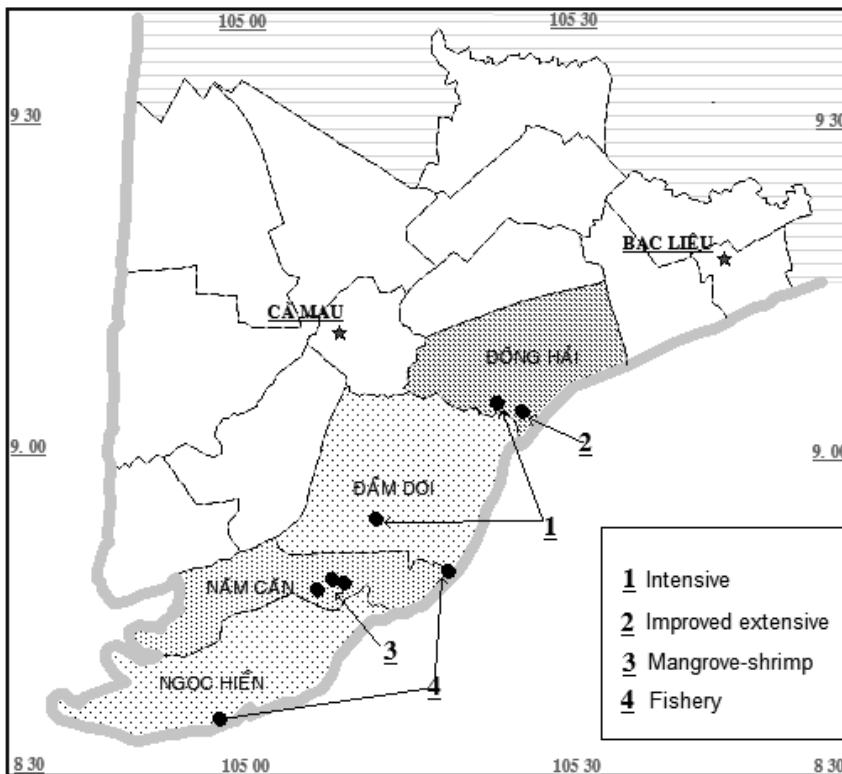 105 00
105 30
9 30
9 30
BẠC LIÊU
CÀ MAU
ĐÔNG HẢI
2
9. 00
9. 00
ĐẦM DƠI
1
NĂM CĂN
3
NGỌC HIỂN
4
1 Intensive
2 Improved extensive
3 Mangrove-shrimp
4 Fishery
8 30
105 00
105 30
8 30